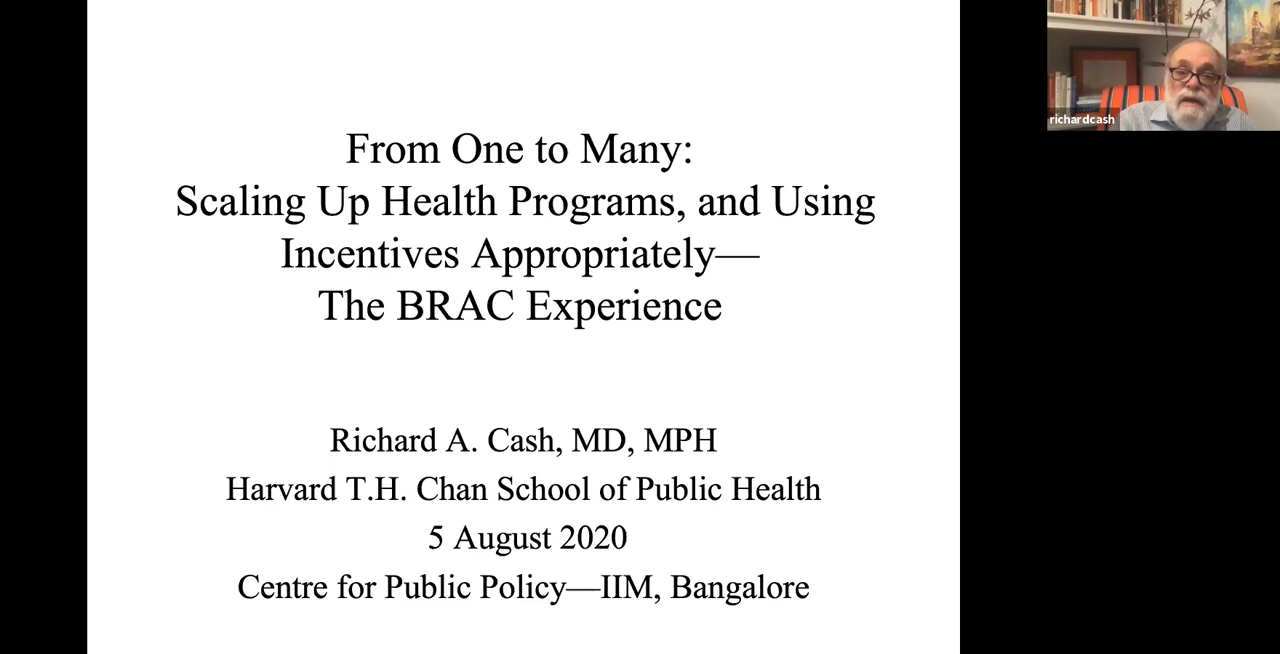 From One to Many:
Scaling Up Health Programs, and Using
Incentives Appropriately—
The BRAC Experience
Richard A. Cash, MD, MPH
Harvard T.H. Chan School of Public Health
5 August 2020
Centre for Public Policy—IIM, Bangalore
richardcash